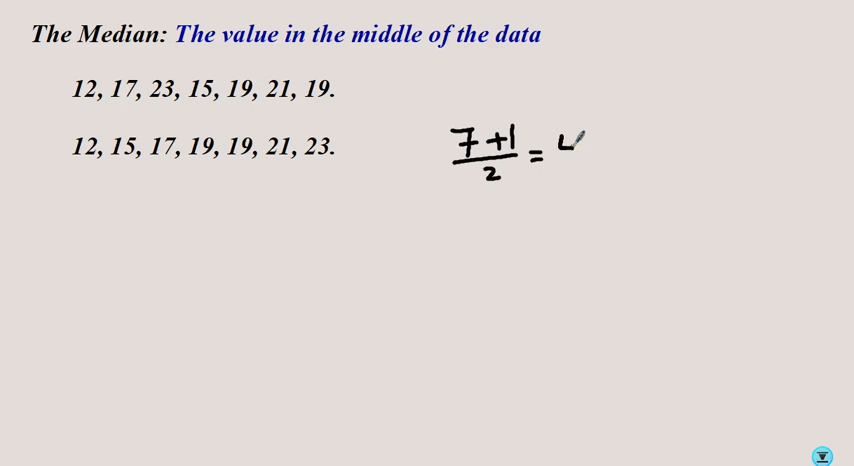 The Median: The value in the middle of the data
12, 17, 23, 15, 19, 21, 19.
12, 15, 17, 19, 19, 21, 23.
7+1
2
= 4